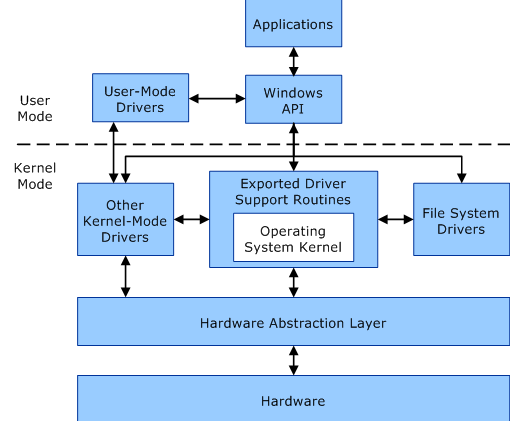 Applications
User-Mode
Drivers
Windows
API
User
Mode
Kernel
Mode
Other
Kernel-Mode
Drivers
Exported Driver
Support Routines
Operating
System Kernel
File System
Drivers
Hardware Abstraction Layer
Hardware